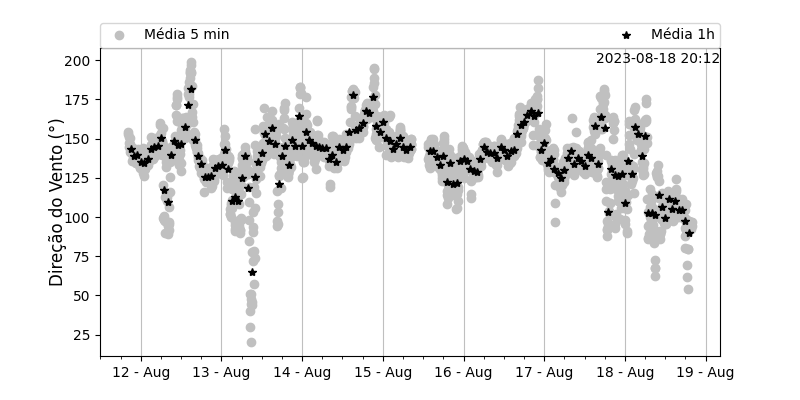 Média 5 min
Média 1h
2023-08-18 20:12
Direção do Vento (°)
200
175
150
125
100
75
50
25
12 - Aug
13 - Aug
14 - Aug
15 - Aug
16 - Aug
17 - Aug
18 - Aug
19 - Aug